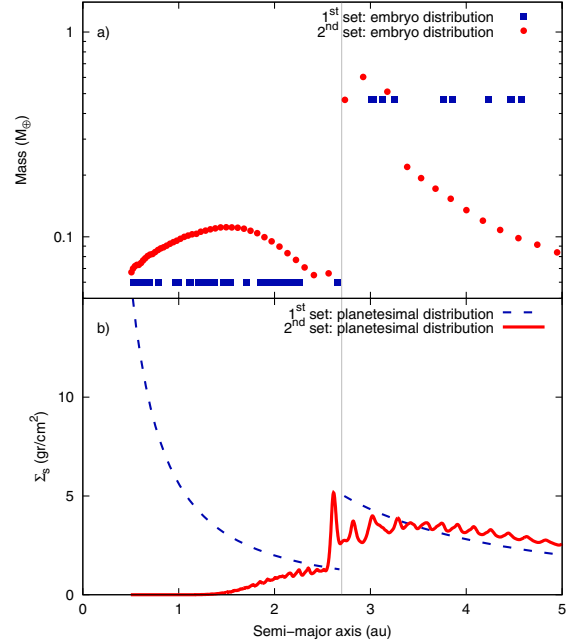 a)
1st set: embryo distribution
2nd set: embryo distribution
1
0.1
Mass (M⊕)
b)
1st set: planetesimal distribution
2nd set: planetesimal distribution
15
10
5
0
Σs (gr/cm²)
0 1 2 3 4 5
Semi−major axis (au)